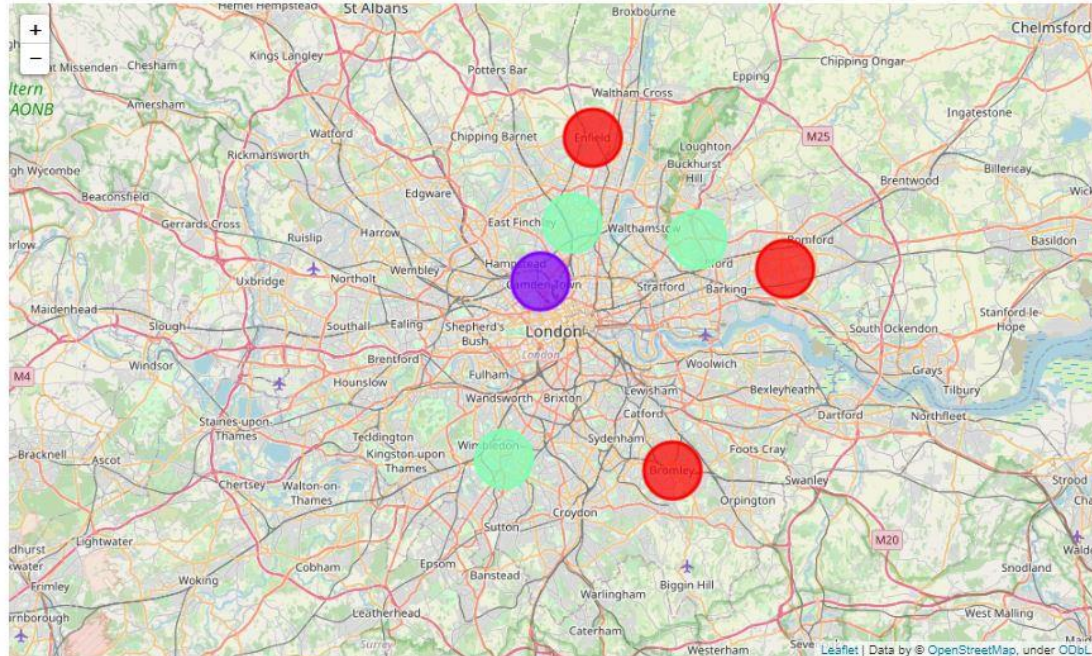 Hemel Hempstead
St Albans
Broxbourne
Chelmsford
+
−
Kings Langley
Missenden
Chesham
Epping
Chipping Ongar
Potters Bar
Waltham Cross
ltern
AONB
Amersham
Ingatestone
Watford
Chipping Barnet
Enfield
M25
Loughton
Rickmansworth
Buckhurst
Hill
Billericay
gh Wycombe
Brentwood
Wick
Beaconsfield
Edgware
Gerrards Cross
Ruislip
Harrow
East Finchley
Walthamstow
Romford
Basildon
Hampstead
Ilford
Uxbridge
Northolt
Wembley
Camden Town
Stratford
Barking
Maidenhead
Slough
Southall
Ealing
Shepherd's
Bush
London
South Ockendon
Stanford-le-
Hope
London
Windsor
Brentford
Woolwich
M4
Fulham
Grays
Hounslow
Wandsworth
Brixton
Lewisham
Bexleyheath
Tilbury
Catford
Dartford
Northfleet
Staines-upon-
Thames
Teddington
Wimbledon
Sydenham
Foots Cray
Bracknell
Ascot
Kingston upon
Thames
Bromley
Chertsey
Walton-on-
Thames
Swanley
Strood
Orpington
Croydon
Sutton
Lightwater
M20
Cobham
Epsom
Banstead
Biggin Hill
Snodland
Woking
Frimley
Warlingham
Leatherhead
West Malling
Caterham
Surrey
Westerham
Leaflet | Data by © OpenStreetMap, under ODbL